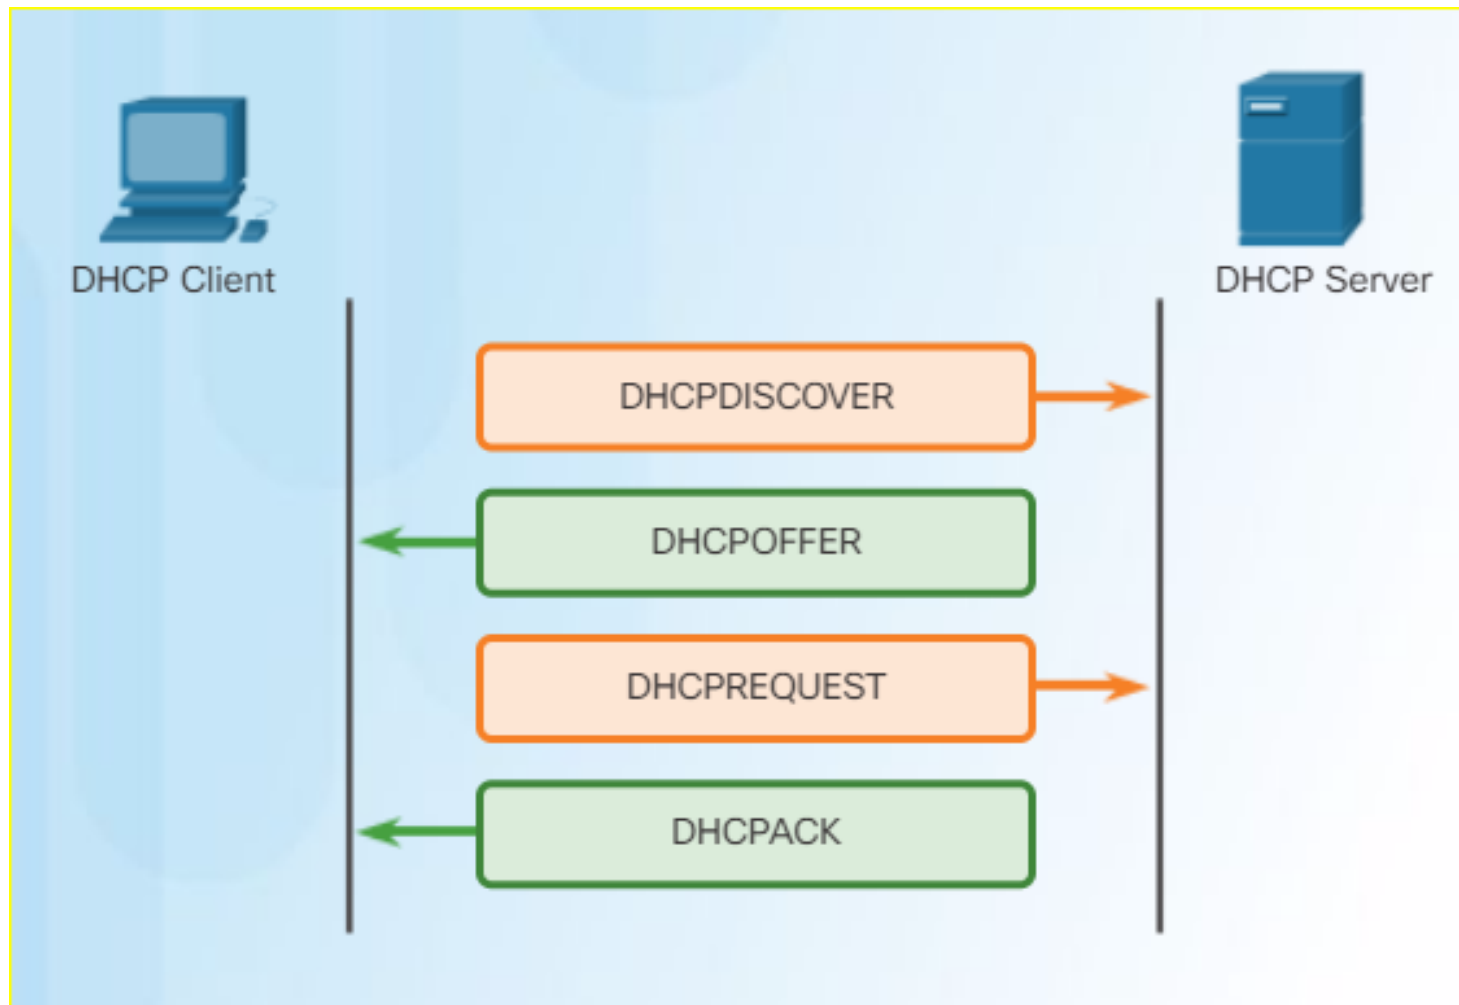 DHCP Client
DHCP Server
DHCPDISCOVER
DHCPOFFER
DHCPREQUEST
DHCPACK